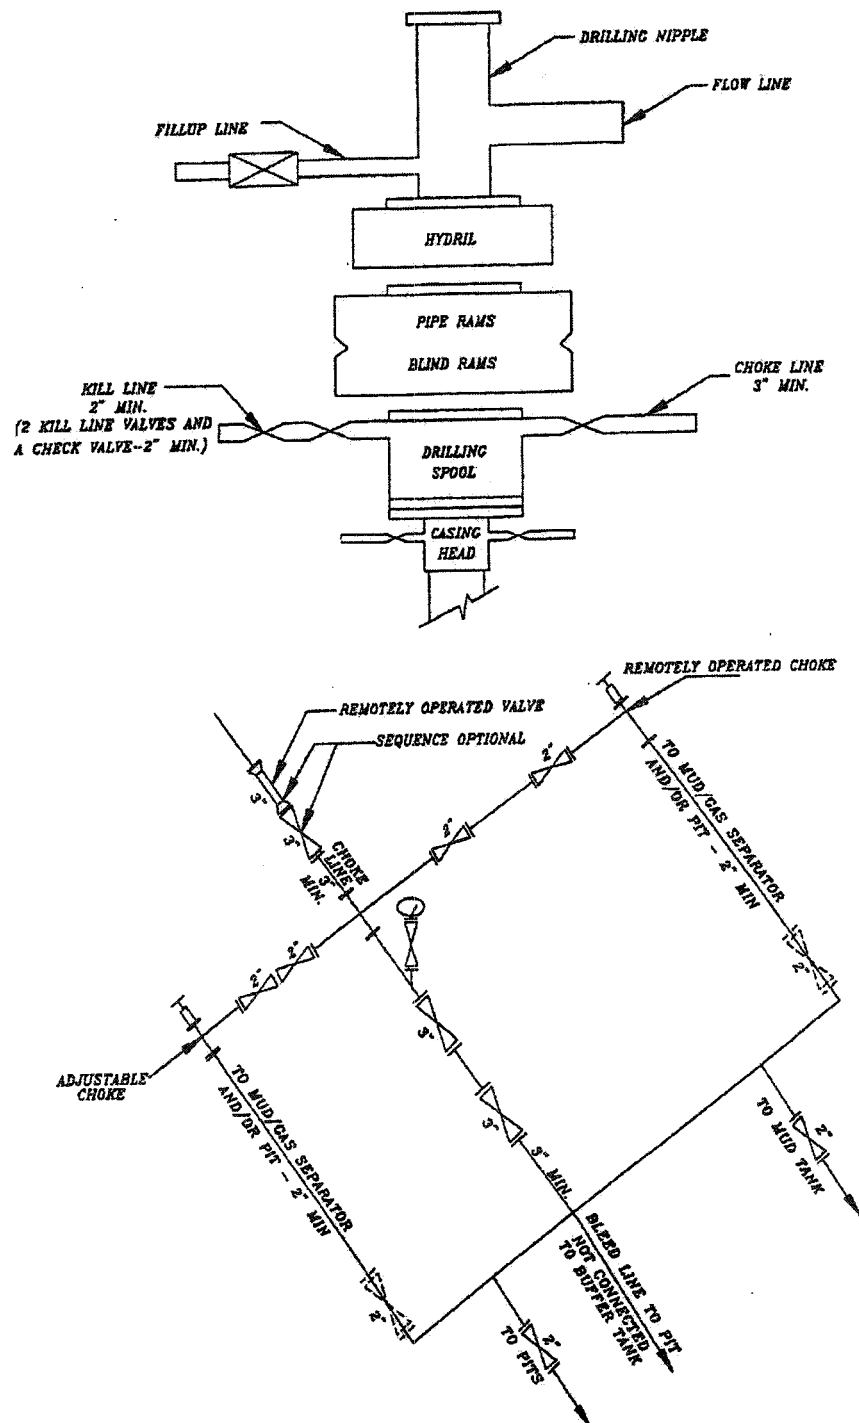 DRILLING NIPPLE
FLOW LINE
FILLUP LINE
HYDRIL
PIPE RAMS
BLIND RAMS
CHOKE LINE
3" MIN.
KILL LINE
2" MIN.
(2 KILL LINE VALVES AND
A CHECK VALVE--2" MIN.)
DRILLING
SPOOL
CASING
HEAD
REMOTELY OPERATED CHOKE
REMOTELY OPERATED VALVE
SEQUENCE OPTIONAL
3"
3"
CHOKE
LINE
3"
MIN.
2"
2"
TO MUD/GAS SEPARATOR
AND/OR PIT - 2" MIN
2"
2"
2"
3"
3"
3" MIN.
ADJUSTABLE
CHOKE
TO MUD/GAS SEPARATOR
AND/OR PIT - 2" MIN
2"
2"
TO MUD TANK
BLEED LINE TO PIT
NOT CONNECTED
TO BUFFER TANK
2"
TO PITS